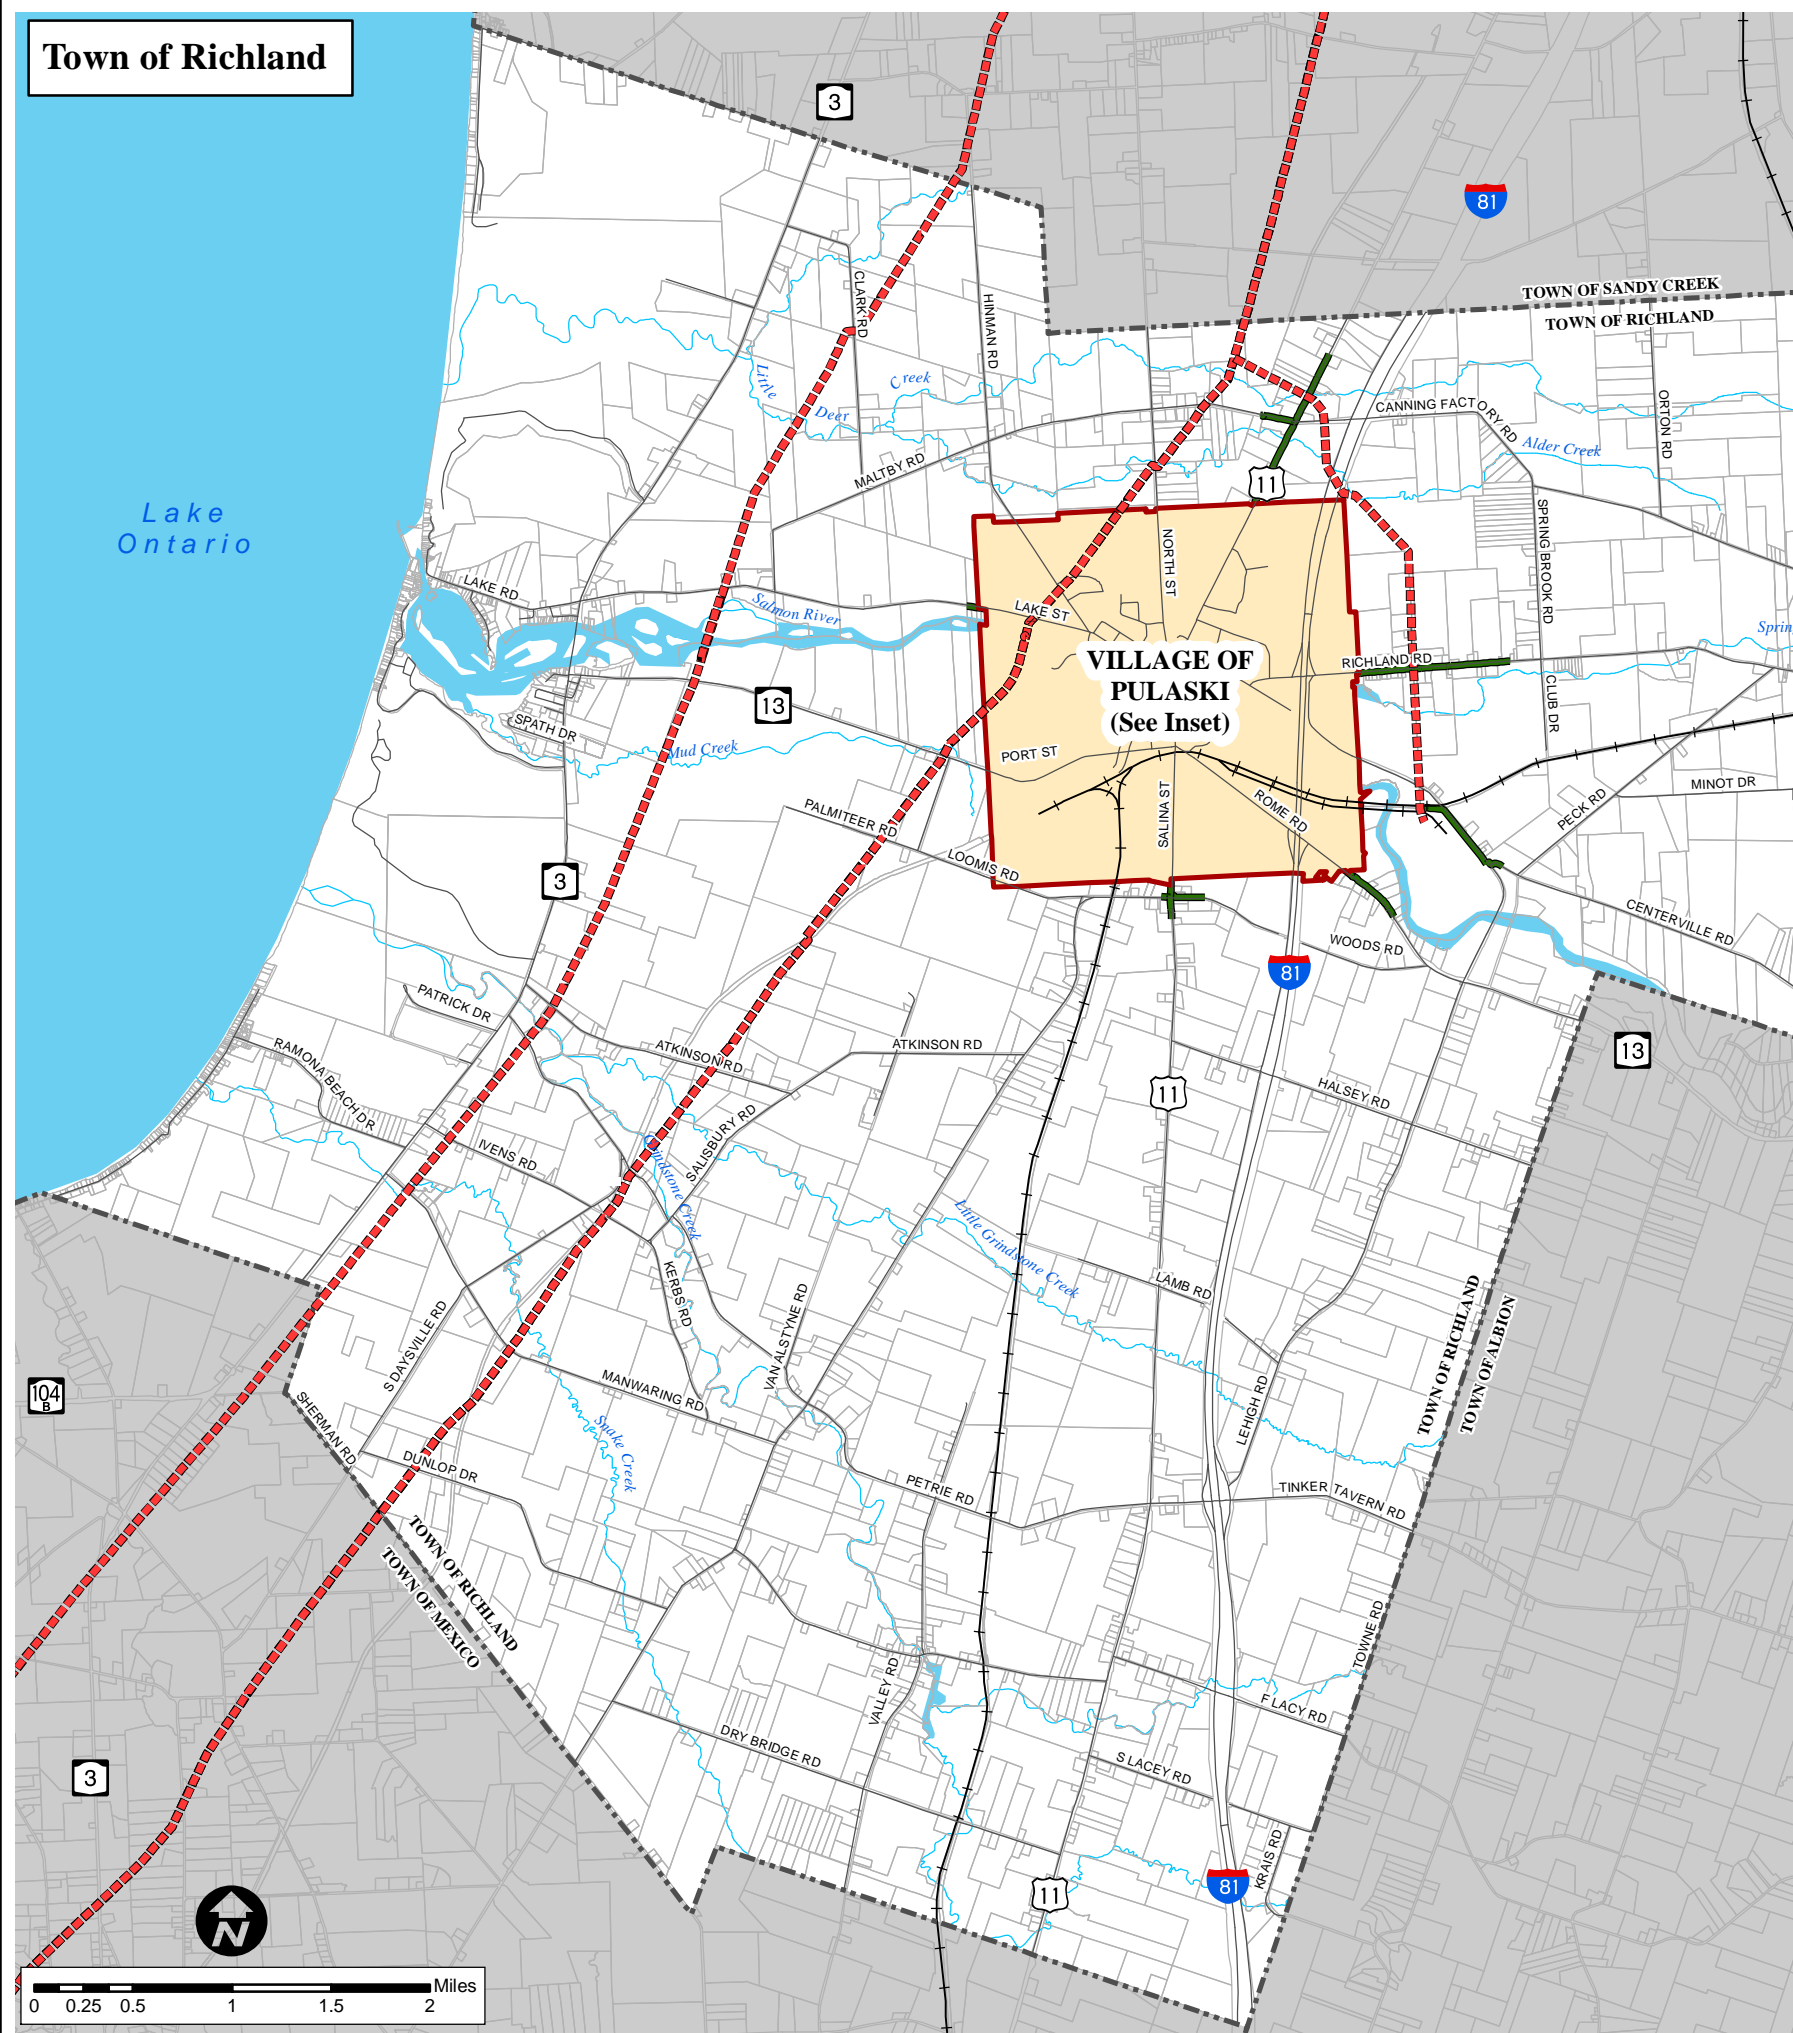 Town of Richland
3
81
TOWN OF SANDY CREEK
TOWN OF RICHLAND
CLARK RD
HINMAN RD
Little
Deer
Creek
MALTBY RD
CANNING FACTORY RD
ORTON RD
Alder Creek
11
Lake
Ontario
SPRING BROOK RD
NORTH ST
LAKE RD
Salmon River
LAKE ST
VILLAGE OF
PULASKI
(See Inset)
RICHLAND RD
CLUB DR
13
SPATH DR
Mud Creek
PORT ST
PALMITEER RD
LOOMIS RD
SALINA ST
ROME RD
PECK RD
MINOT DR
3
CENTERVILLE RD
WOODS RD
81
PATRICK DR
RAMONA BEACH DR
ATKINSON RD
ATKINSON RD
13
11
HALSEY RD
IVENS RD
SALISBURY RD
Grindstone Creek
Little Grindstone Creek
LAMB RD
KERBS RD
VAN ALSTYNE RD
S DAYSVILLE RD
MANWARING RD
TOWN OF RICHLAND
TOWN OF ALBION
104
B
SHERMAN RD
DUNLOP DR
Snake Creek
LEHIGH RD
PETRIE RD
TINKER TAVERN RD
TOWN OF RICHLAND
TOWN OF MEXICO
TOWNE RD
VALLEY RD
F LACY RD
DRY BRIDGE RD
S LACEY RD
3
KRAIS RD
81
11
N
Miles
0 0.25 0.5 1 1.5 2